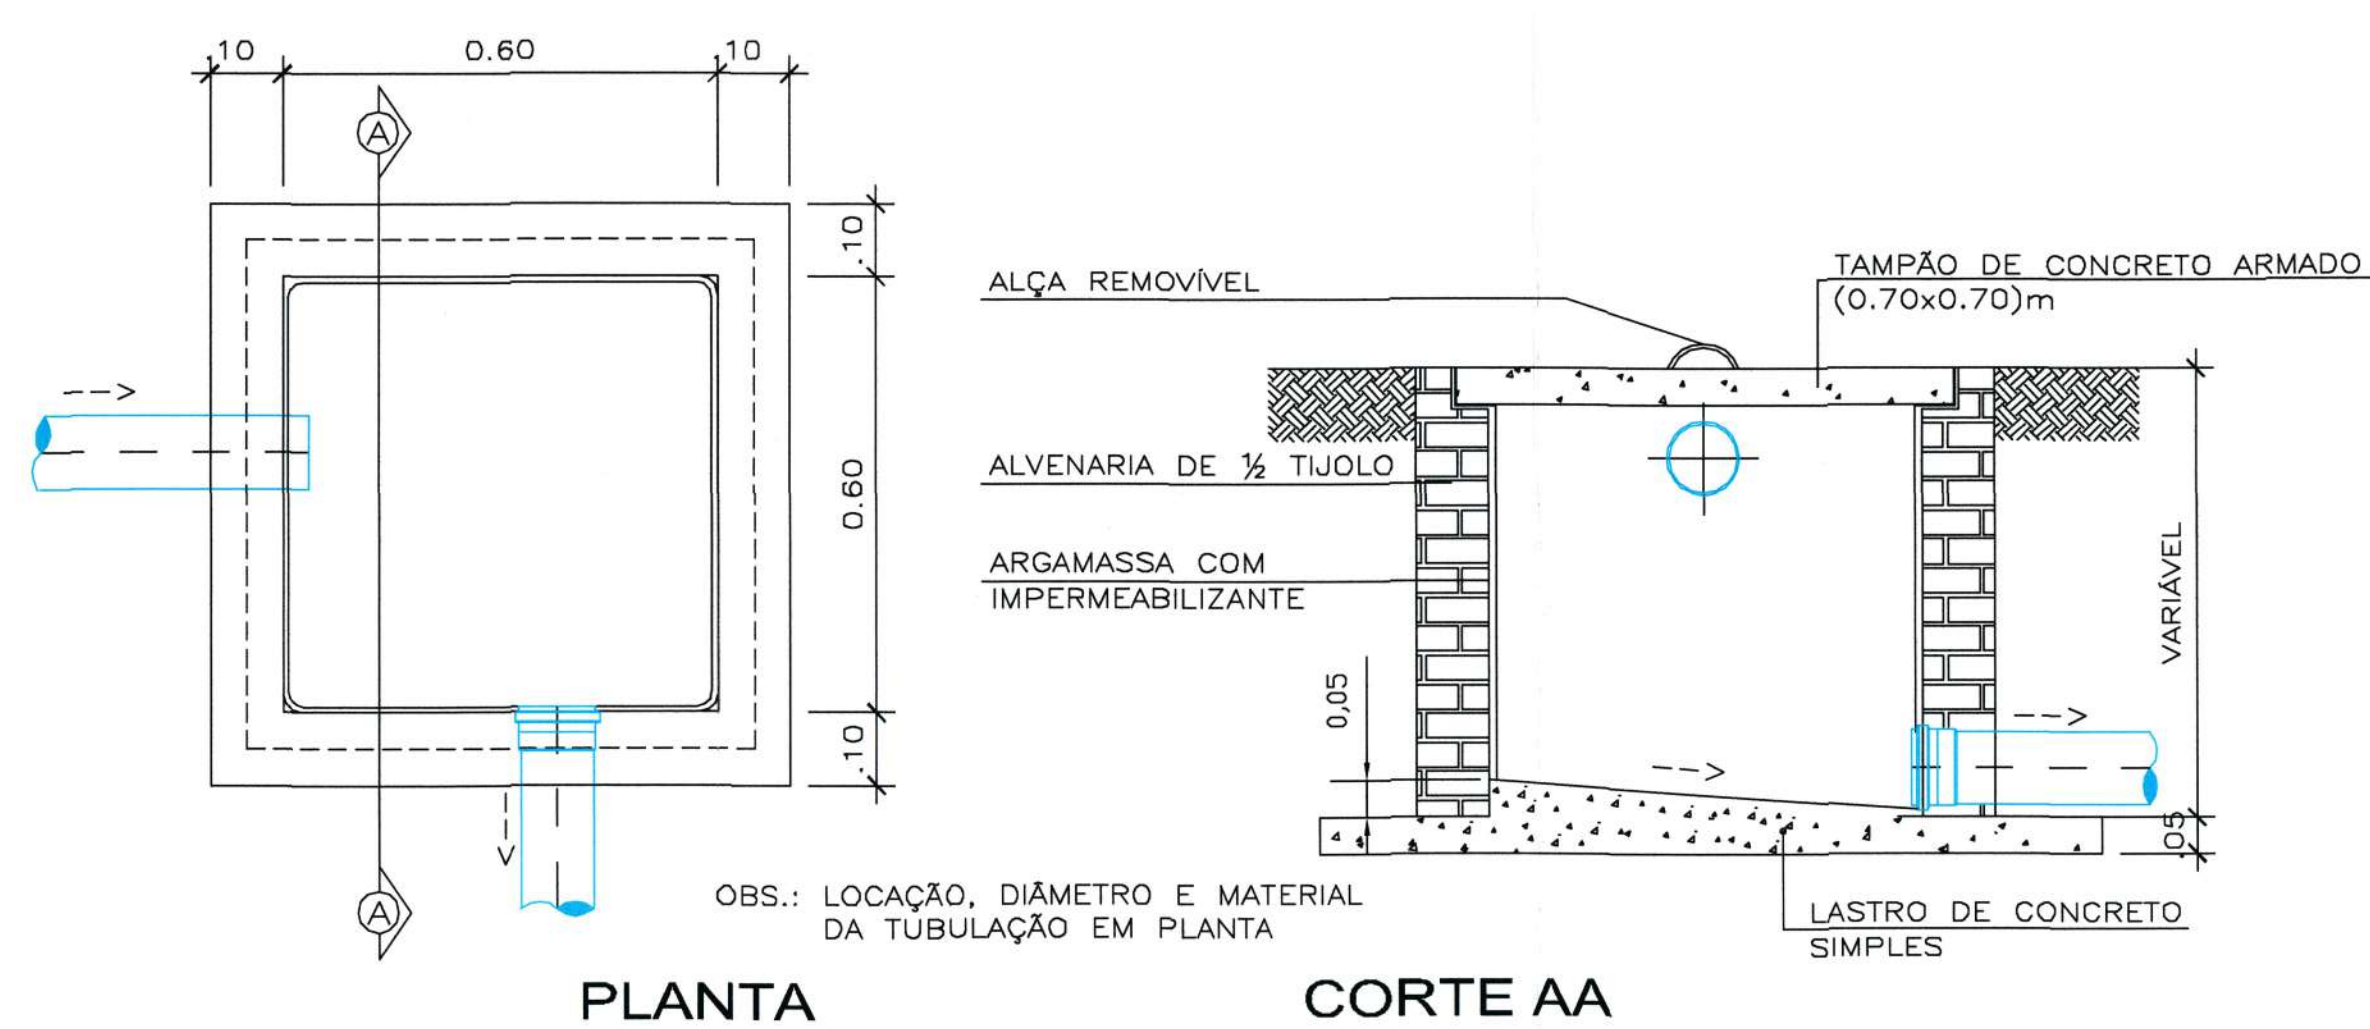 .10 0.60 .10
A
.10
0.60
.10
A
OBS.: LOCAÇÃO, DIÂMETRO E MATERIAL
DA TUBULAÇÃO EM PLANTA
PLANTA
ALÇA REMOVÍVEL
TAMPÃO DE CONCRETO ARMADO
(0.70x0.70)m
ALVENARIA DE ½ TIJOLO
ARGAMASSA COM
IMPERMEABILIZANTE
0,05
VARIÁVEL
.05
LASTRO DE CONCRETO
SIMPLES
CORTE AA